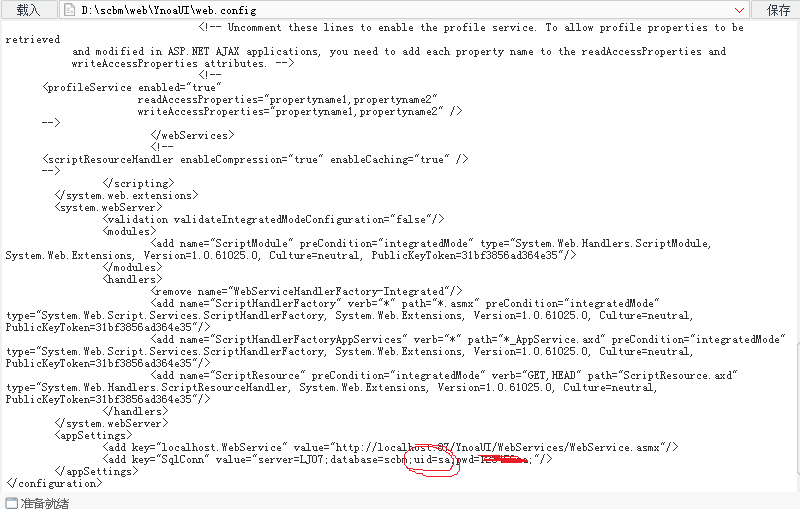 载入 D:\scbm\web\YnoaUI\web.config 保存
<!-- Uncomment these lines to enable the profile service. To allow profile properties to be
retrieved
and modified in ASP.NET AJAX applications, you need to add each property name to the readAccessProperties and
writeAccessProperties attributes. -->
<!--
<profileService enabled="true"
readAccessProperties="propertyname1,propertyname2"
writeAccessProperties="propertyname1,propertyname2" />
-->
</webServices>
<!--
<scriptResourceHandler enableCompression="true" enableCaching="true" />
-->
</scripting>
</system.web.extensions>
<system.webServer>
<validation validateIntegratedModeConfiguration="false"/>
<modules>
<add name="ScriptModule" preCondition="integratedMode" type="System.Web.Handlers.ScriptModule,
System.Web.Extensions, Version=1.0.61025.0, Culture=neutral, PublicKeyToken=31bf3856ad364e35"/>
</modules>
<handlers>
<remove name="WebServiceHandlerFactory-Integrated"/>
<add name="ScriptHandlerFactory" verb="*" path="*.asmx" preCondition="integratedMode"
type="System.Web.Script.Services.ScriptHandlerFactory, System.Web.Extensions, Version=1.0.61025.0, Culture=neutral,
PublicKeyToken=31bf3856ad364e35"/>
<add name="ScriptHandlerFactoryAppServices" verb="*" path="*_AppService.axd" preCondition="integratedMode"
type="System.Web.Script.Services.ScriptHandlerFactory, System.Web.Extensions, Version=1.0.61025.0, Culture=neutral,
PublicKeyToken=31bf3856ad364e35"/>
<add name="ScriptResource" preCondition="integratedMode" verb="GET,HEAD" path="ScriptResource.axd"
type="System.Web.Handlers.ScriptResourceHandler, System.Web.Extensions, Version=1.0.61025.0, Culture=neutral,
PublicKeyToken=31bf3856ad364e35"/>
</handlers>
</system.webServer>
<appSettings>
<add key="localhost.WebService" value="http://localhost:87/YnoaUI/WebServices/WebService.asmx"/>
<add key="SqlConn" value="server=LJ07;database=scbm;uid=sa;pwd= ;"/>
</appSettings>
</configuration>
准备就绪